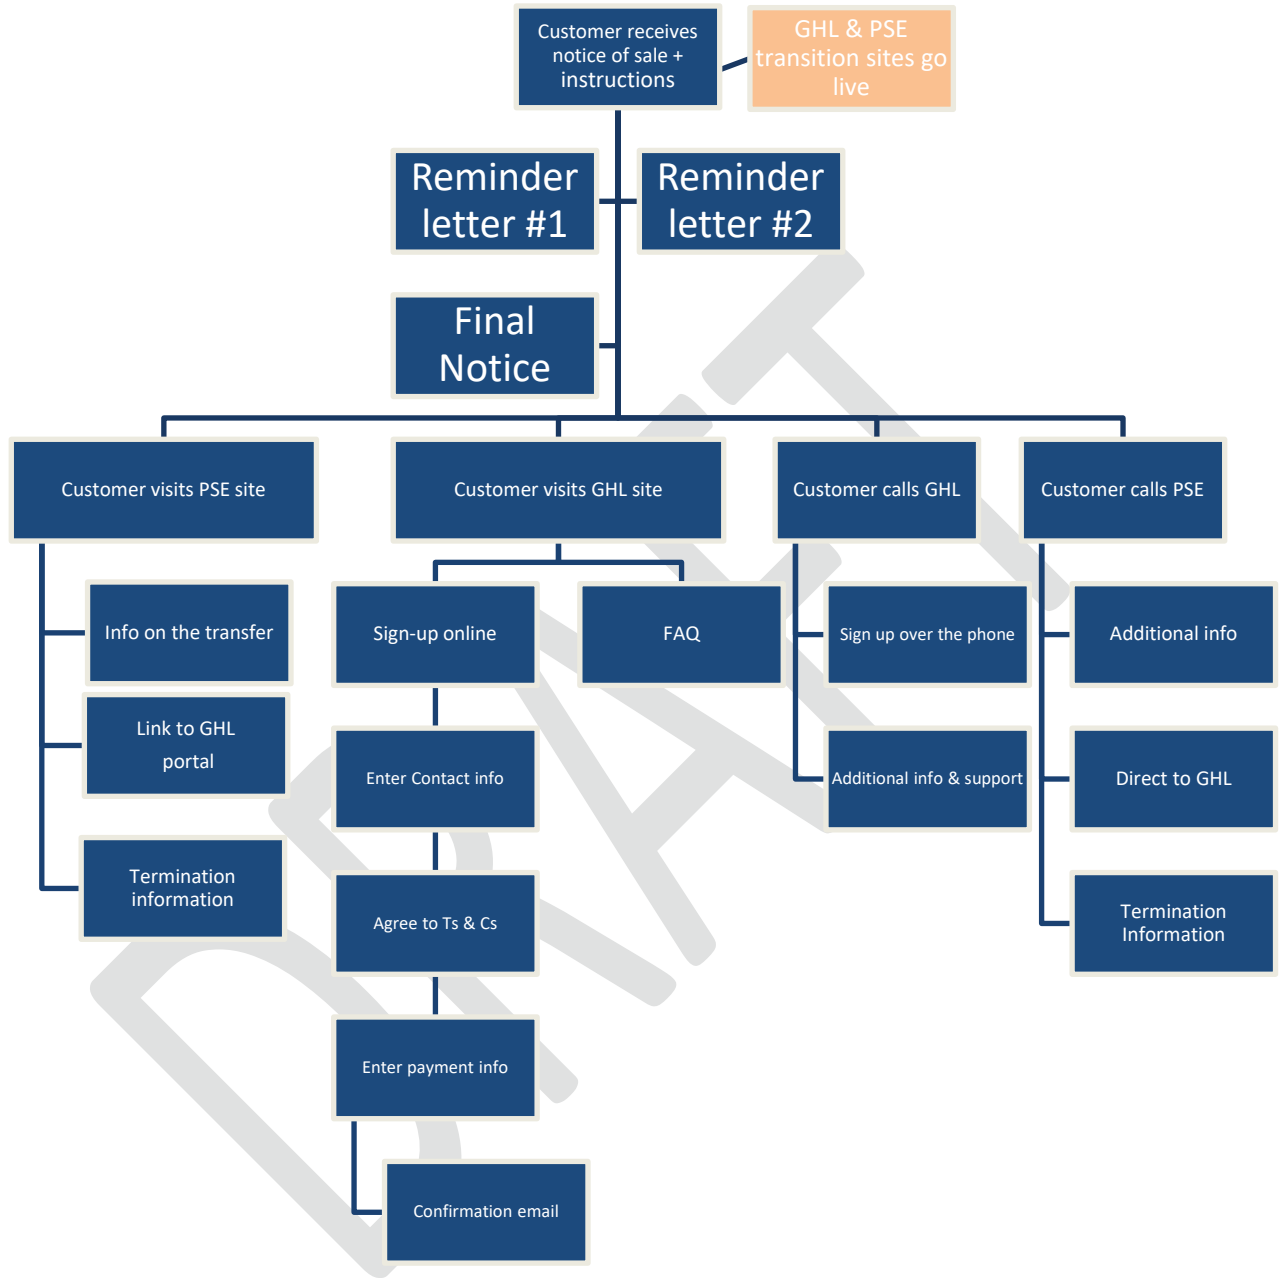 Customer receives
notice of sale +
instructions
GHL & PSE
transition sites go
live
Reminder
letter #1
Reminder
letter #2
Final
Notice
Customer visits PSE site
Customer visits GHL site
Customer calls GHL
Customer calls PSE
Info on the transfer
Sign-up online
FAQ
Sign up over the phone
Additional info
Link to GHL
portal
Enter Contact info
Additional info & support
Direct to GHL
Termination
information
Agree to Ts & Cs
Termination
Information
Enter payment info
Confirmation email
DRAFT